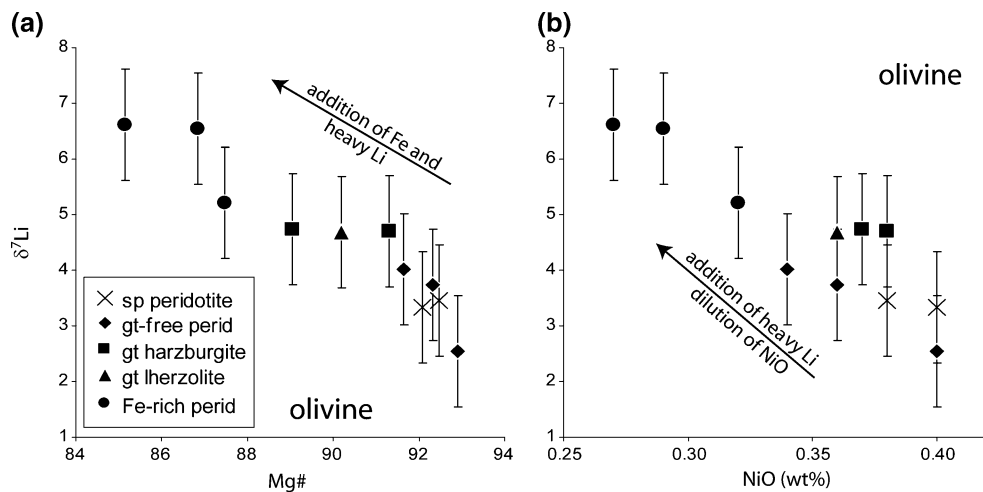 (a)
8
7
6
5
4
3
2
1
δ⁷Li
addition of Fe and
heavy Li
sp peridotite
gt-free perid
gt harzburgite
gt lherzolite
Fe-rich perid
olivine
84 86 88 90 92 94
Mg#
(b)
8
7
6
5
4
3
2
1
olivine
addition of heavy Li
dilution of NiO
0.25 0.30 0.35 0.40
NiO (wt%)